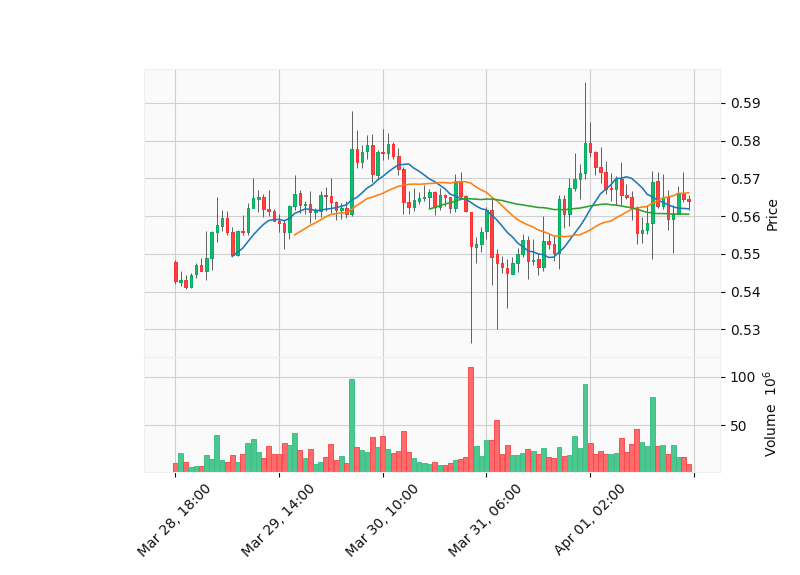 0.59
0.58
0.57
0.56
0.55
0.54
0.53
Price
100
50
Volume 10^6
Mar 28, 18:00
Mar 29, 14:00
Mar 30, 10:00
Mar 31, 06:00
Apr 01, 02:00